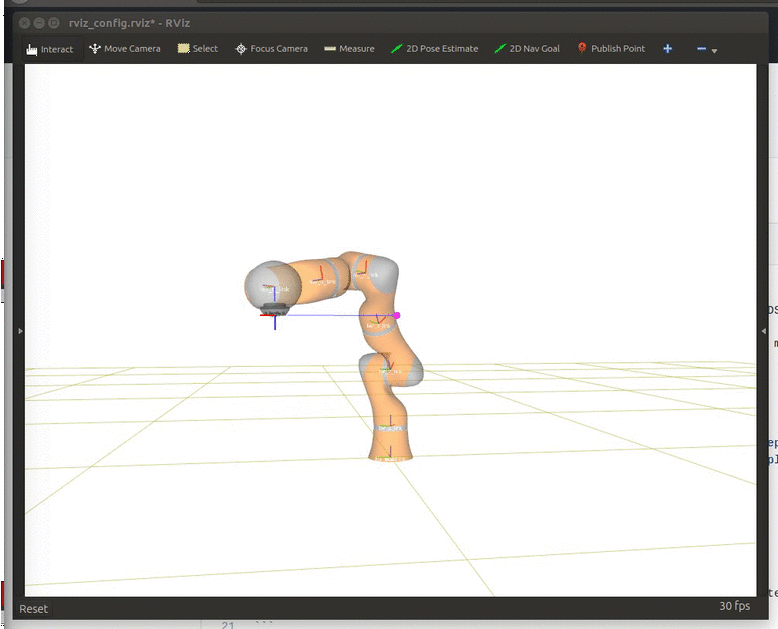 rviz_config.rviz* - RViz
Interact Move Camera Select Focus Camera Measure 2D Pose Estimate 2D Nav Goal Publish Point
Reset 30 fps
21 ```